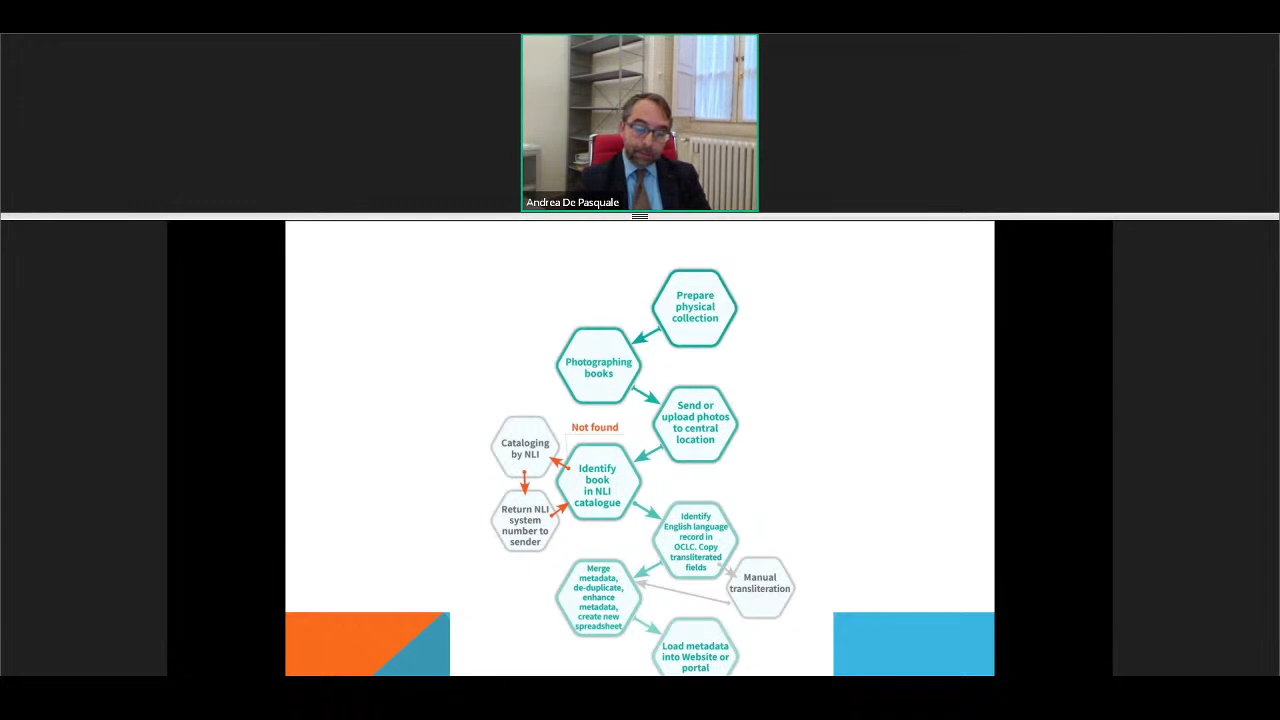 Andrea De Pasquale
Prepare
physical
collection
Photographing
books
Send or
upload photos
to central
location
Not found
Cataloging
by NLI
Identify
book
in NLI
catalogue
Return NLI
system
number to
sender
Identify
English language
record in
OCLC. Copy
transliterated
fields
Manual
transliteration
Merge
metadata,
de-duplicate,
enhance
metadata,
create new
spreadsheet
Load metadata
into Website or
portal